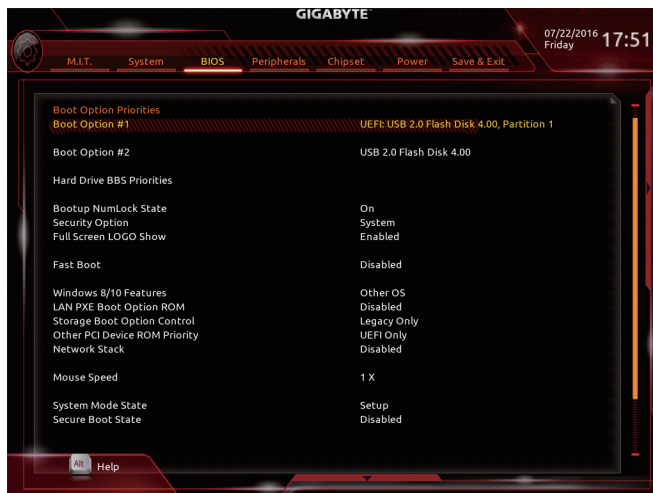 GIGABYTE™
07/22/2016 Friday 17:51
M.I.T. System BIOS Peripherals Chipset Power Save & Exit
Boot Option Priorities
Boot Option #1 UEFI: USB 2.0 Flash Disk 4.00, Partition 1
Boot Option #2 USB 2.0 Flash Disk 4.00
Hard Drive BBS Priorities
Bootup NumLock State On
Security Option System
Full Screen LOGO Show Enabled
Fast Boot Disabled
Windows 8/10 Features Other OS
LAN PXE Boot Option ROM Disabled
Storage Boot Option Control Legacy Only
Other PCI Device ROM Priority UEFI Only
Network Stack Disabled
Mouse Speed 1 X
System Mode State Setup
Secure Boot State Disabled
Alt Help